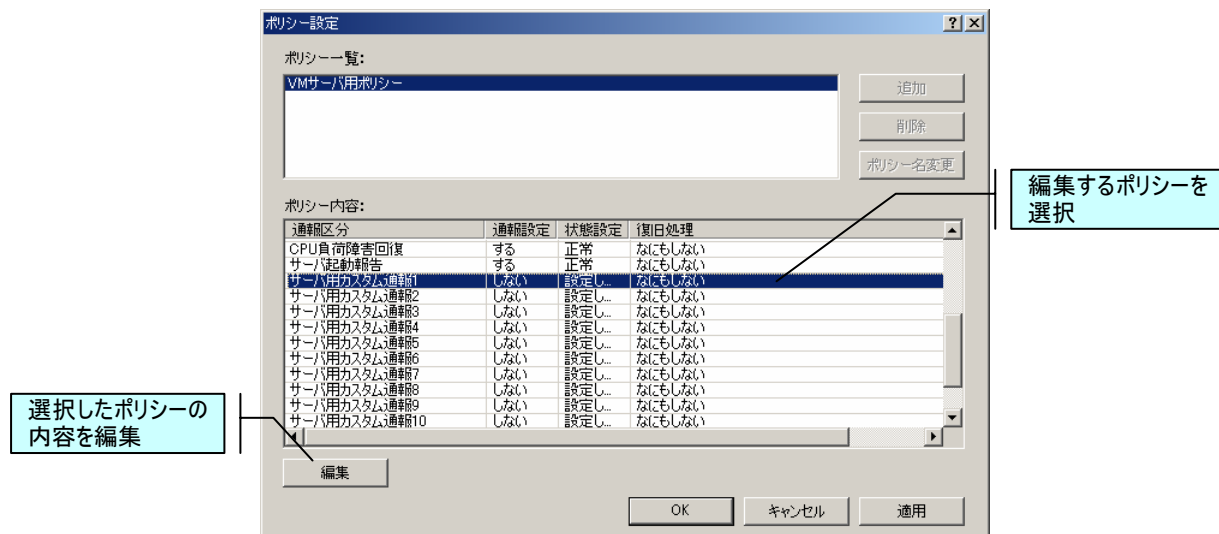 ポリシー設定
ポリシー一覧:
VMサーバ用ポリシー
追加
削除
ポリシー名変更
編集するポリシーを
選択
ポリシー内容:
通報区分 通報設定 状態設定 復旧処理
CPU負荷障害回復 する 正常 なにもしない
サーバ起動報告 する 正常 なにもしない
サーバ用カスタム通報1 しない 設定し... なにもしない
サーバ用カスタム通報2 しない 設定し... なにもしない
サーバ用カスタム通報3 しない 設定し... なにもしない
サーバ用カスタム通報4 しない 設定し... なにもしない
サーバ用カスタム通報5 しない 設定し... なにもしない
サーバ用カスタム通報6 しない 設定し... なにもしない
サーバ用カスタム通報7 しない 設定し... なにもしない
サーバ用カスタム通報8 しない 設定し... なにもしない
サーバ用カスタム通報9 しない 設定し... なにもしない
サーバ用カスタム通報10 しない 設定し... なにもしない
選択したポリシーの
内容を編集
編集
OK キャンセル 適用